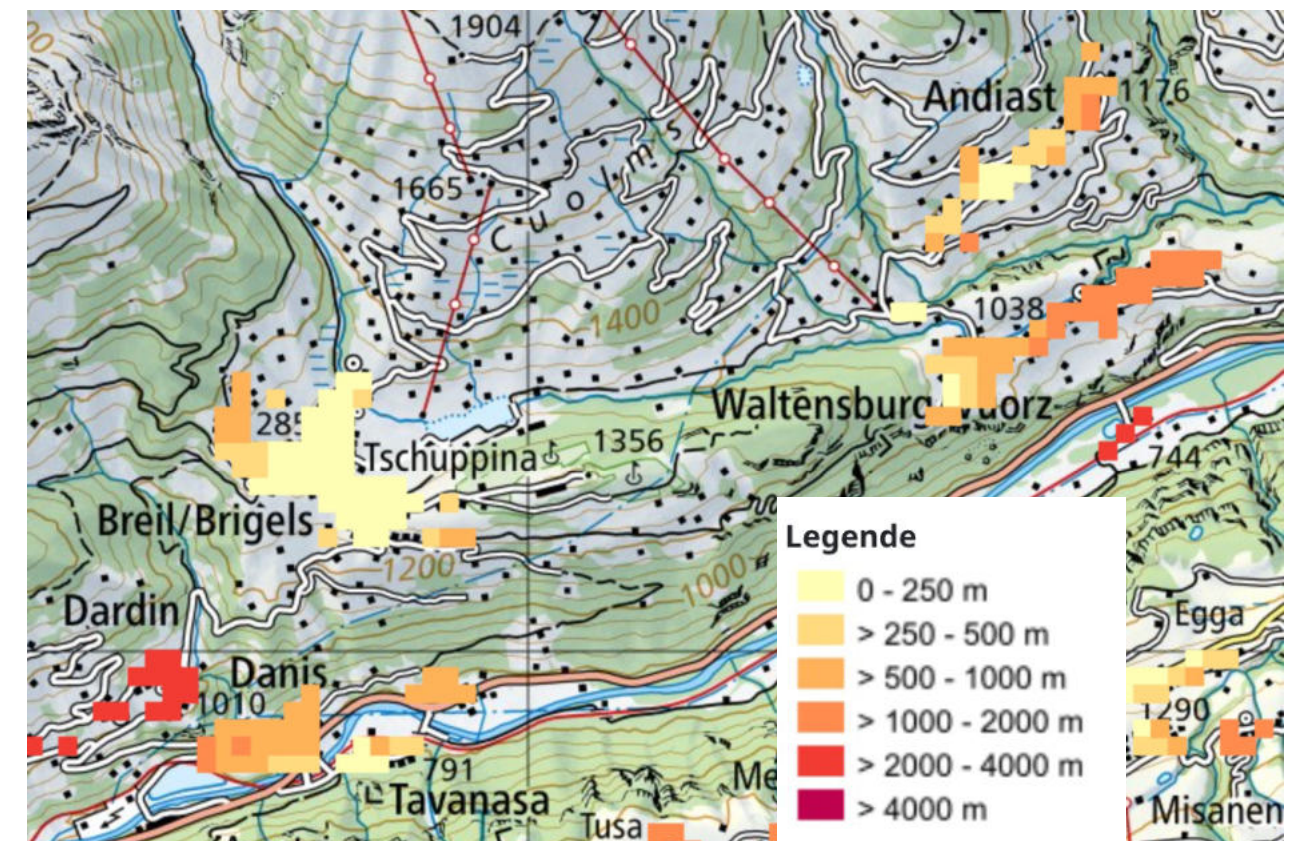 1904
Andiast
1176
1665
Cuolms
1400
1038
Waltensburg/Vuorz
285
Tschuppina
1356
744
Breil/Brigels
1200
1000
Dardin
Egga
Danis
1010
1290
791
Tavanasa
Me
Misanen
Tusa
Legende
0 - 250 m
> 250 - 500 m
> 500 - 1000 m
> 1000 - 2000 m
> 2000 - 4000 m
> 4000 m